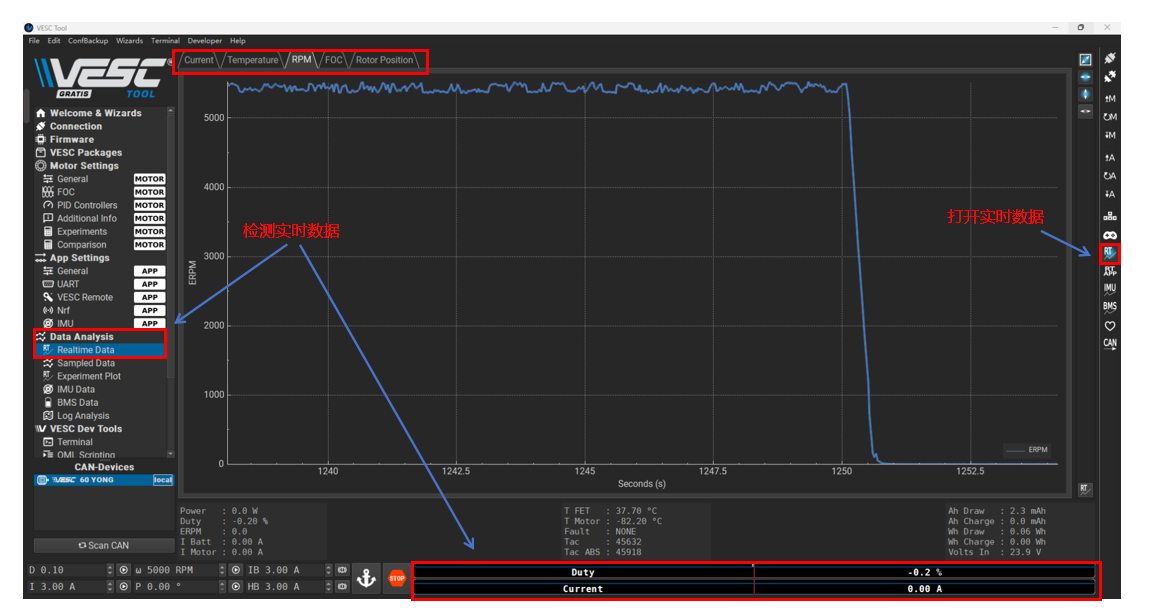 VESC Tool
File Edit ConfBackup Wizards Terminal Developer Help
VESC
GRATIS TOOL
Current Temperature RPM FOC Rotor Position
Welcome & Wizards
Connection
Firmware
VESC Packages
Motor Settings
General MOTOR
FOC MOTOR
PID Controllers MOTOR
Additional Info MOTOR
Experiments MOTOR
Comparison MOTOR
App Settings
General APP
UART APP
VESC Remote APP
Nrf APP
IMU APP
Data Analysis
Realtime Data
Sampled Data
Experiment Plot
IMU Data
BMS Data
Log Analysis
VESC Dev Tools
Terminal
QML Scripting
CAN-Devices
VESC 60 YONG local
Scan CAN
5000
4000
3000
2000
1000
0
ERPM
检测实时数据
打开实时数据
ERPM
1240 1242.5 1245 1247.5 1250 1252.5
Seconds (s)
M
M
M
A
A
A
RT
RT
APP
IMU
BMS
CAN
RT
Power : 0.0 W
Duty : -0.20 %
ERPM : 0.0
I Batt : 0.00 A
I Motor : 0.00 A
T FET : 37.70 °C
T Motor : -82.20 °C
Fault : NONE
Tac : 45632
Tac ABS : 45918
Ah Draw : 2.3 mAh
Ah Charge : 0.0 mAh
Wh Draw : 0.06 Wh
Wh Charge : 0.00 Wh
Volts In : 23.9 V
D 0.10 ω 5000 RPM IB 3.00 A
I 3.00 A P 0.00 ° HB 3.00 A
STOP
Duty -0.2 %
Current 0.00 A